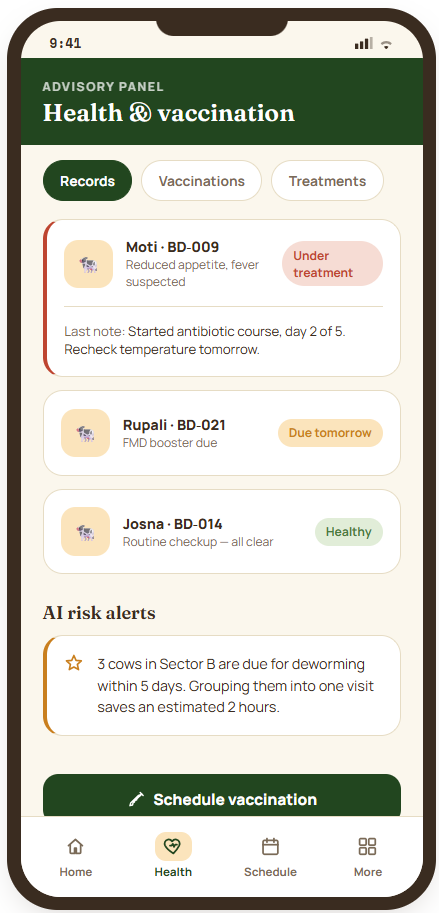 9:41
ADVISORY PANEL
Health & vaccination
Records
Vaccinations
Treatments
Moti · BD-009
Reduced appetite, fever
suspected
Under
treatment
Last note: Started antibiotic course, day 2 of 5.
Recheck temperature tomorrow.
Rupali · BD-021
FMD booster due
Due tomorrow
Josna · BD-014
Routine checkup — all clear
Healthy
AI risk alerts
3 cows in Sector B are due for deworming
within 5 days. Grouping them into one visit
saves an estimated 2 hours.
Schedule vaccination
Home
Health
Schedule
More